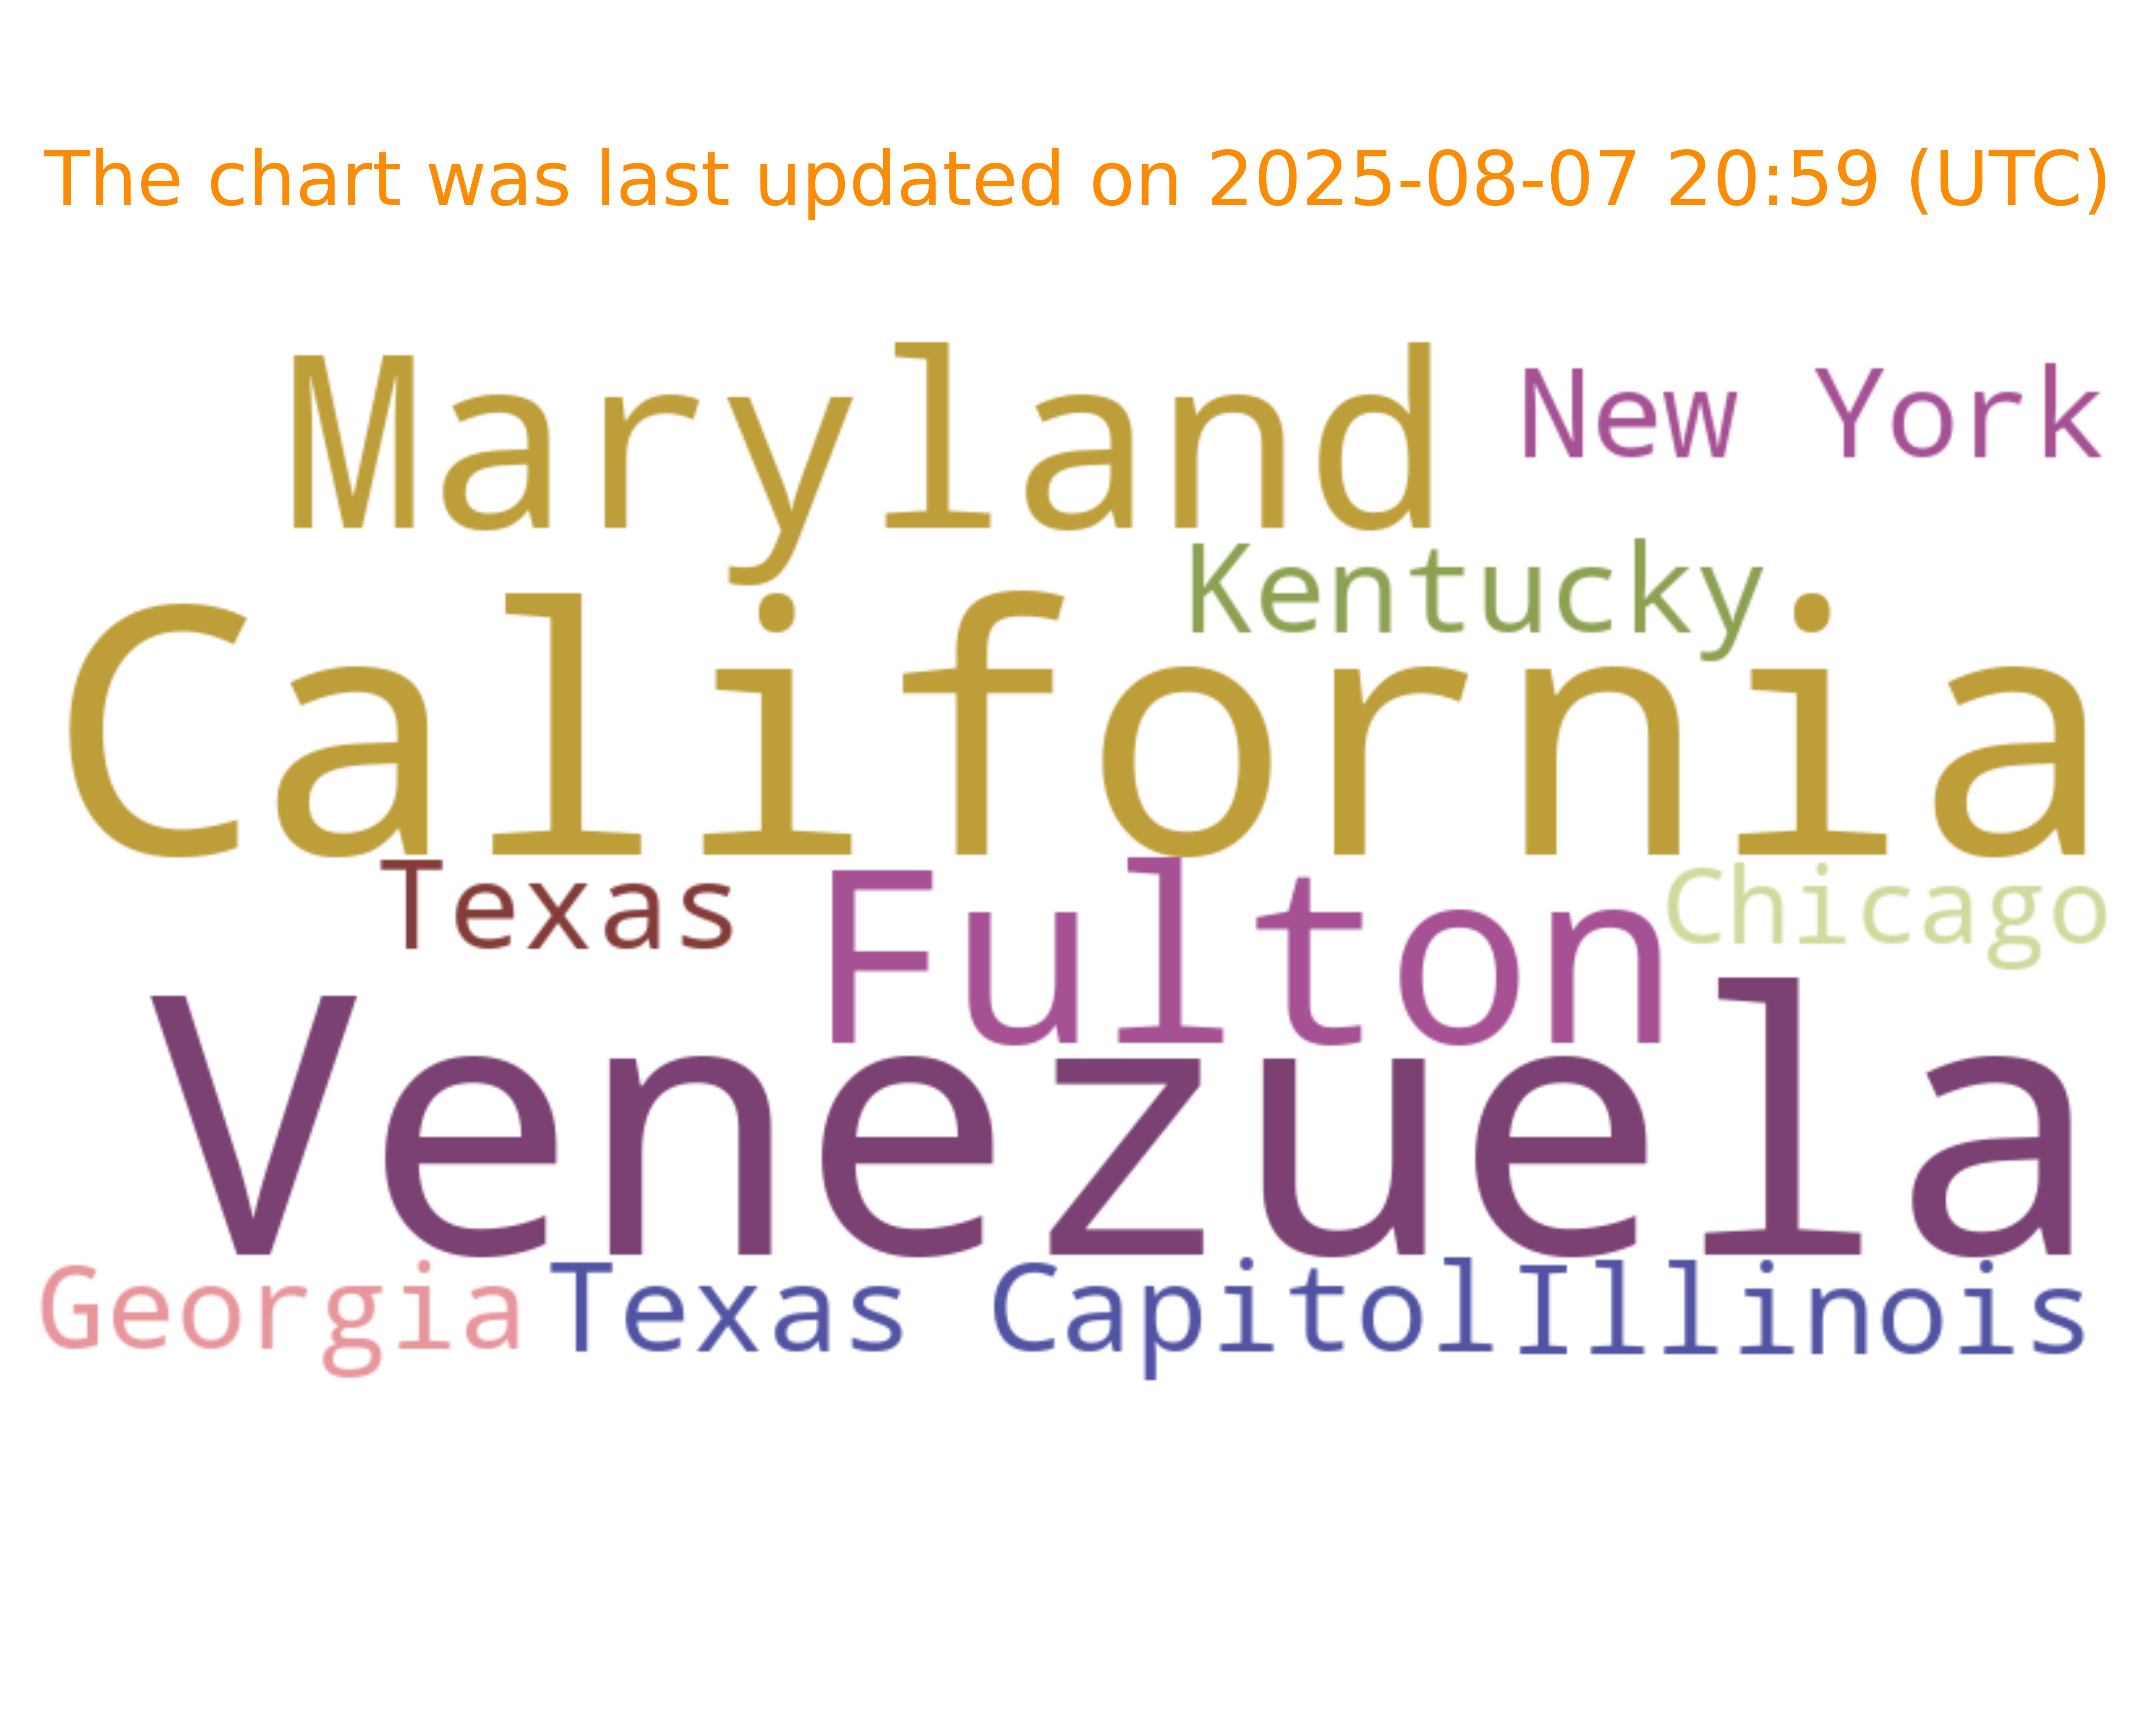 The chart was last updated on 2025-08-07 20:59 (UTC)
Maryland
New York
Kentucky
California
Texas
Fulton
Chicago
Venezuela
Georgia
Texas Capitol
Illinois